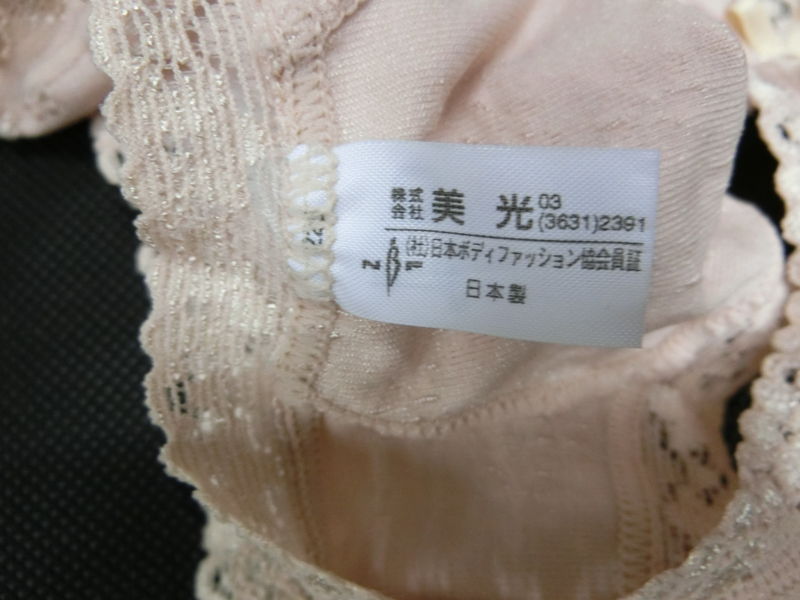 株式会社 美光 03(3631)2391
(社)日本ボディファッション協会員証
日本製